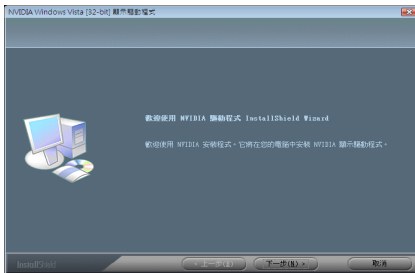 NVIDIA Windows Vista (32-bit) 顯示驅動程式
歡迎使用 NVIDIA 驅動程式 InstallShield Wizard
歡迎使用 NVIDIA 安裝程式。它將在您的電腦中安裝 NVIDIA 顯示驅動程式。
InstallShield
< 上一步(B)
下一步(N) >
取消